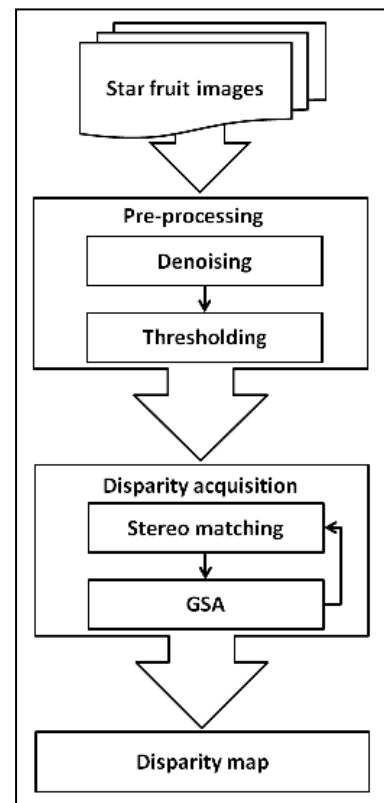 Star fruit images
Pre-processing
Denoising
Thresholding
Disparity acquisition
Stereo matching
GSA
Disparity map